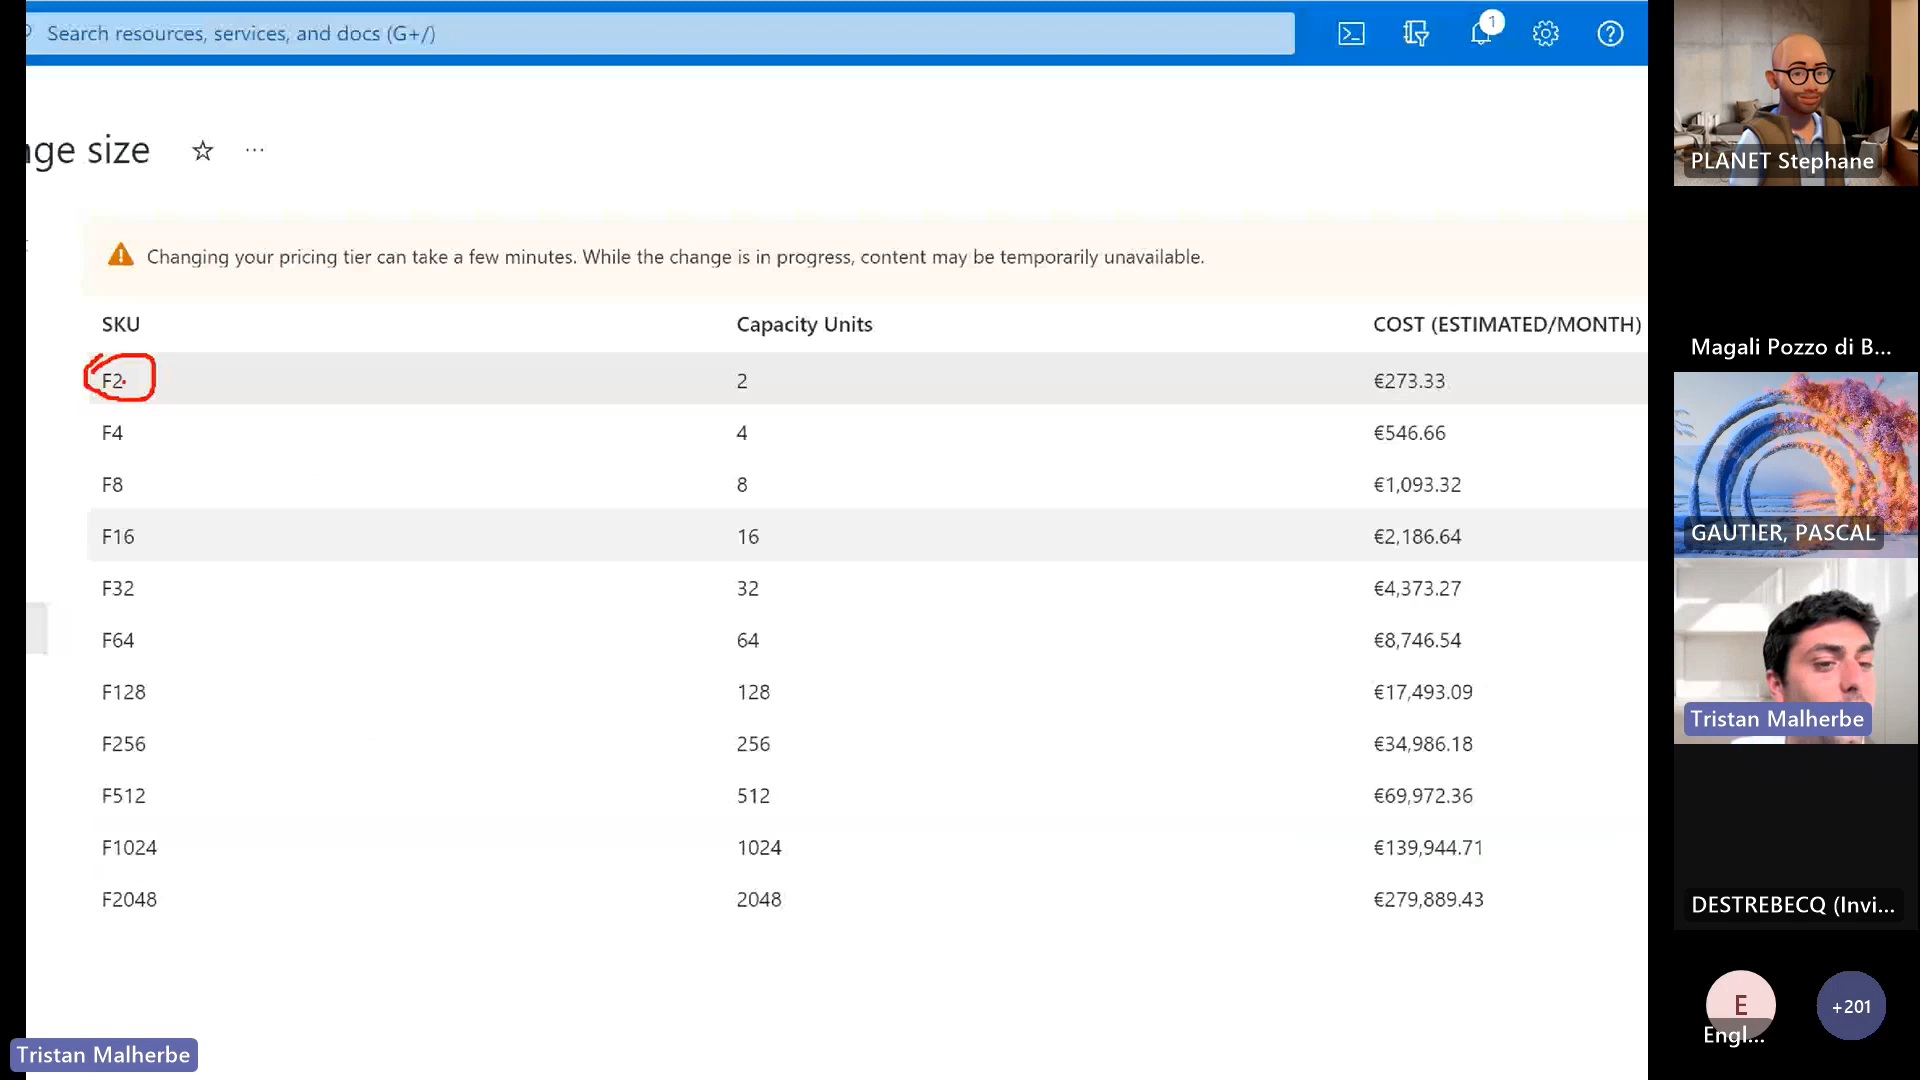 Search resources, services, and docs (G+/)
1
nge size
Changing your pricing tier can take a few minutes. While the change is in progress, content may be temporarily unavailable.
SKU Capacity Units COST (ESTIMATED/MONTH)
F2 2 €273.33
F4 4 €546.66
F8 8 €1,093.32
F16 16 €2,186.64
F32 32 €4,373.27
F64 64 €8,746.54
F128 128 €17,493.09
F256 256 €34,986.18
F512 512 €69,972.36
F1024 1024 €139,944.71
F2048 2048 €279,889.43
Tristan Malherbe
PLANET Stephane
Magali Pozzo di B...
GAUTIER, PASCAL
Tristan Malherbe
DESTREBECQ (Invi...
E
Engl...
+201